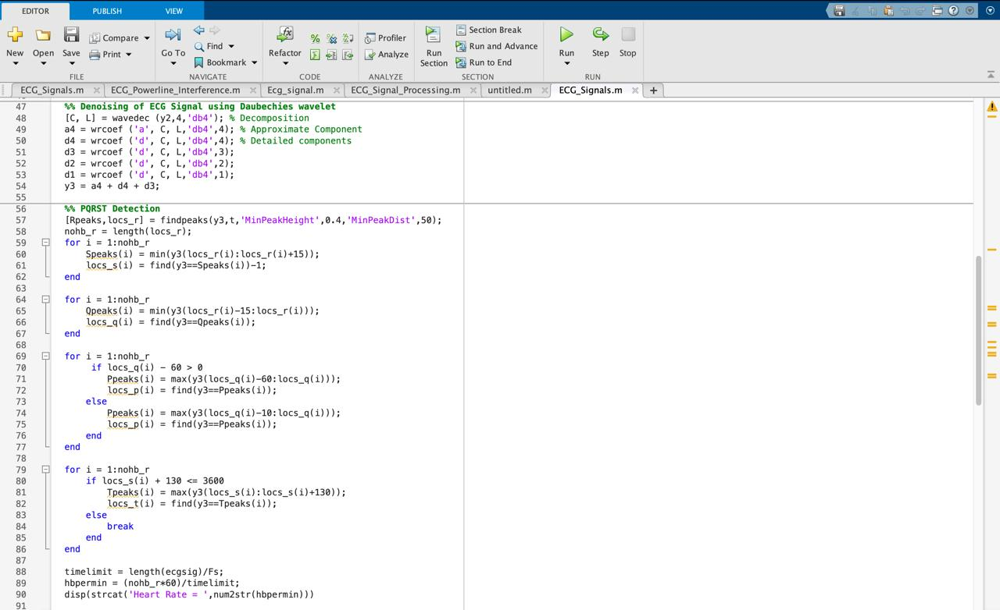 EDITOR
PUBLISH
VIEW
New
Open
Save
Compare
Print
FILE
Go To
Find
Bookmark
NAVIGATE
Refactor
CODE
Profiler
Analyze
ANALYZE
Run
Section
Section Break
Run and Advance
Run to End
SECTION
Run
Step
Stop
RUN
ECG_Signals.m
ECG_Powerline_Interference.m
Ecg_signal.m
ECG_Signal_Processing.m
untitled.m
ECG_Signals.m
47 %% Denoising of ECG Signal using Daubechies wavelet
48 [C, L] = wavedec (y2,4,'db4'); % Decomposition
49 a4 = wrcoef ('a', C, L,'db4',4); % Approximate Component
50 d4 = wrcoef ('d', C, L,'db4',4); % Detailed components
51 d3 = wrcoef ('d', C, L,'db4',3);
52 d2 = wrcoef ('d', C, L,'db4',2);
53 d1 = wrcoef ('d', C, L,'db4',1);
54 y3 = a4 + d4 + d3;
55
56 %% PQRST Detection
57 [Rpeaks,locs_r] = findpeaks(y3,t,'MinPeakHeight',0.4,'MinPeakDist',50);
58 nohb_r = length(locs_r);
59 for i = 1:nohb_r
60 Speaks(i) = min(y3(locs_r(i):locs_r(i)+15));
61 locs_s(i) = find(y3==Speaks(i))-1;
62 end
63
64 for i = 1:nohb_r
65 Qpeaks(i) = min(y3(locs_r(i)-15:locs_r(i)));
66 locs_q(i) = find(y3==Qpeaks(i));
67 end
68
69 for i = 1:nohb_r
70 if locs_q(i) - 60 > 0
71 Ppeaks(i) = max(y3(locs_q(i)-60:locs_q(i)));
72 locs_p(i) = find(y3==Ppeaks(i));
73 else
74 Ppeaks(i) = max(y3(locs_q(i)-10:locs_q(i)));
75 locs_p(i) = find(y3==Ppeaks(i));
76 end
77 end
78
79 for i = 1:nohb_r
80 if locs_s(i) + 130 <= 3600
81 Tpeaks(i) = max(y3(locs_s(i):locs_s(i)+130));
82 locs_t(i) = find(y3==Tpeaks(i));
83 else
84 break
85 end
86 end
87
88 timelimit = length(ecgsig)/Fs;
89 hbpermin = (nohb_r*60)/timelimit;
90 disp(strcat('Heart Rate = ',num2str(hbpermin)))
91